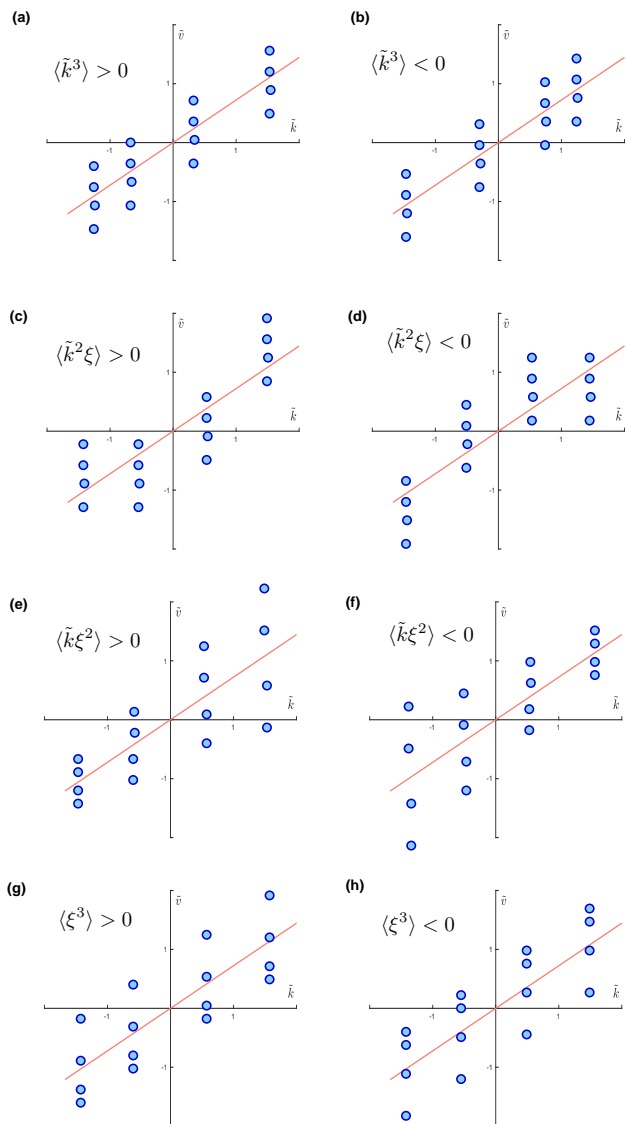 (a)
ṽ
⟨k̃³⟩ > 0
1
-1
1
k̃
-1
(b)
ṽ
⟨k̃³⟩ < 0
1
-1
1
k̃
-1
(c)
ṽ
⟨k̃²ξ⟩ > 0
1
-1
1
k̃
-1
(d)
ṽ
⟨k̃²ξ⟩ < 0
1
-1
1
k̃
-1
(e)
ṽ
⟨k̃ξ²⟩ > 0
1
-1
1
k̃
-1
(f)
ṽ
⟨k̃ξ²⟩ < 0
1
-1
1
k̃
-1
(g)
ṽ
⟨ξ³⟩ > 0
1
-1
1
k̃
-1
(h)
ṽ
⟨ξ³⟩ < 0
1
-1
1
k̃
-1